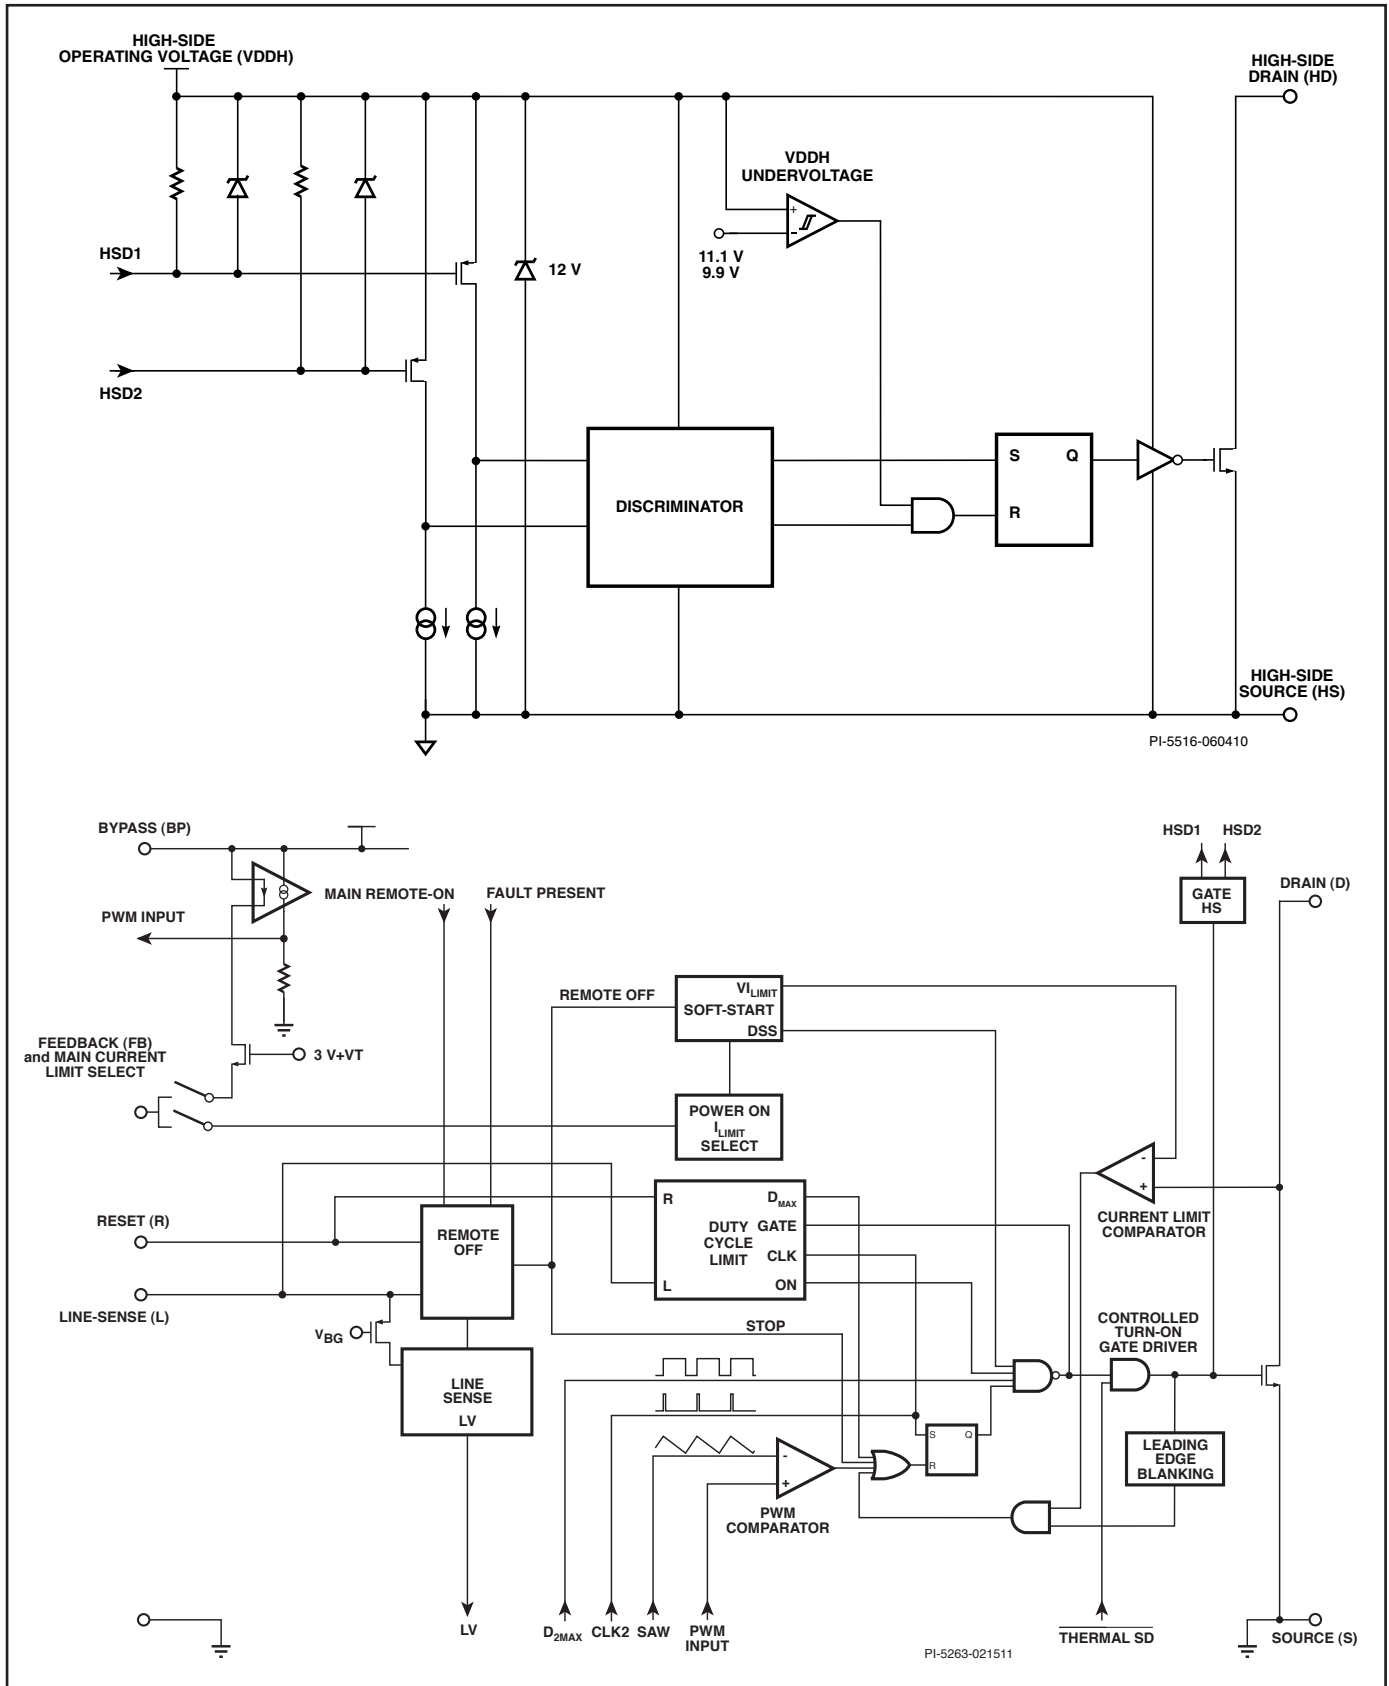 HIGH-SIDE
OPERATING VOLTAGE (VDDH)
HIGH-SIDE
DRAIN (HD)
VDDH
UNDERVOLTAGE
+
-
11.1 V
9.9 V
HSD1
12 V
HSD2
DISCRIMINATOR
S
Q
R
HIGH-SIDE
SOURCE (HS)
PI-5516-060410
BYPASS (BP)
HSD1
HSD2
MAIN REMOTE-ON
FAULT PRESENT
DRAIN (D)
GATE
HS
PWM INPUT
REMOTE OFF
VILIMIT
SOFT-START
DSS
FEEDBACK (FB)
and MAIN CURRENT
LIMIT SELECT
3 V+VT
POWER ON
ILIMIT
SELECT
-
+
CURRENT LIMIT
COMPARATOR
RESET (R)
REMOTE
OFF
R
DMAX
DUTY
CYCLE
LIMIT
GATE
CLK
L
ON
LINE-SENSE (L)
VBG
STOP
CONTROLLED
TURN-ON
GATE DRIVER
LINE
SENSE
LV
S
Q
R
LEADING
EDGE
BLANKING
-
+
PWM
COMPARATOR
LV
D2MAX
CLK2
SAW
PWM
INPUT
THERMAL SD
SOURCE (S)
PI-5263-021511